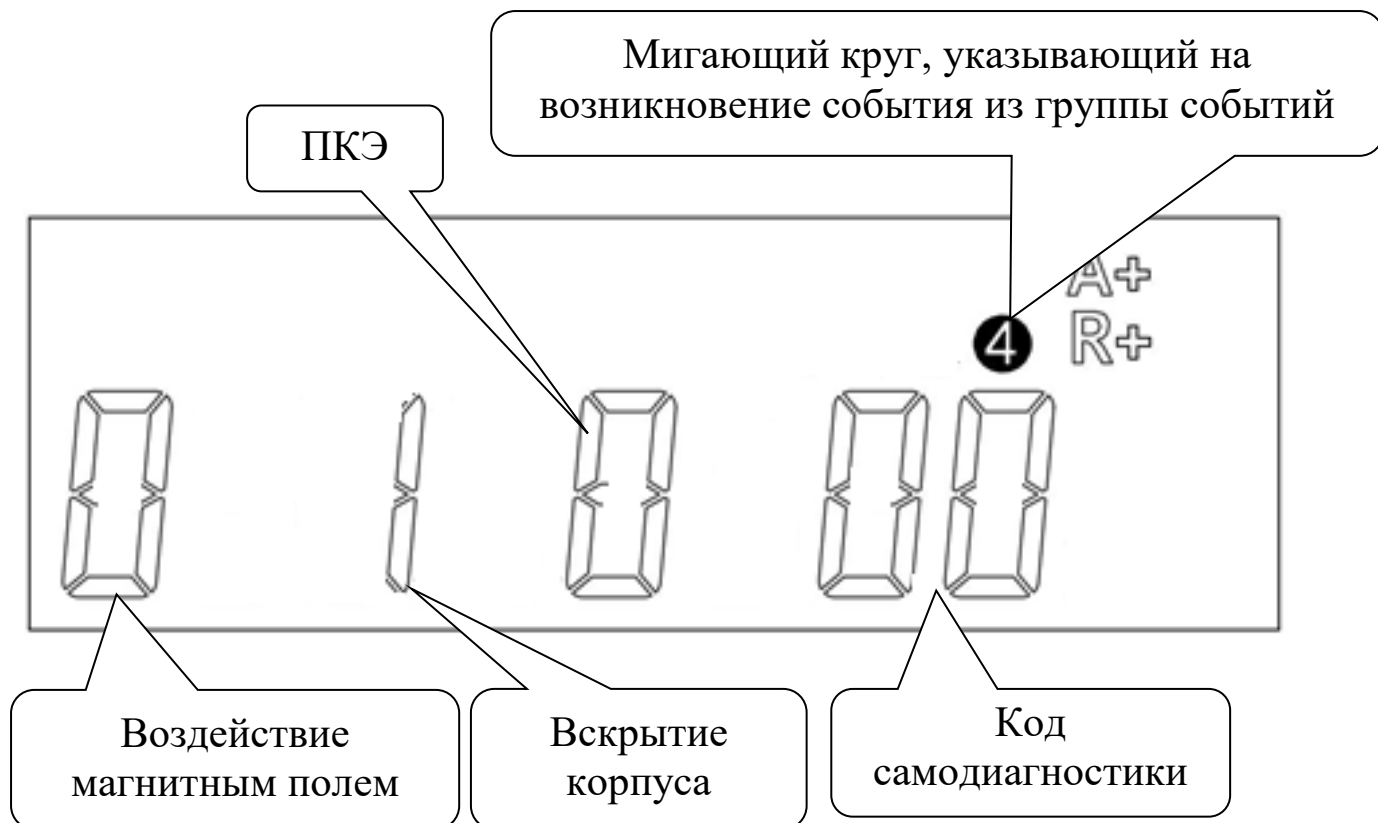 Мигающий круг, указывающий на
возникновение события из группы событий
ПКЭ
A+
4 R+
0 1 0 00
Воздействие
магнитным полем
Вскрытие
корпуса
Код
самодиагностики